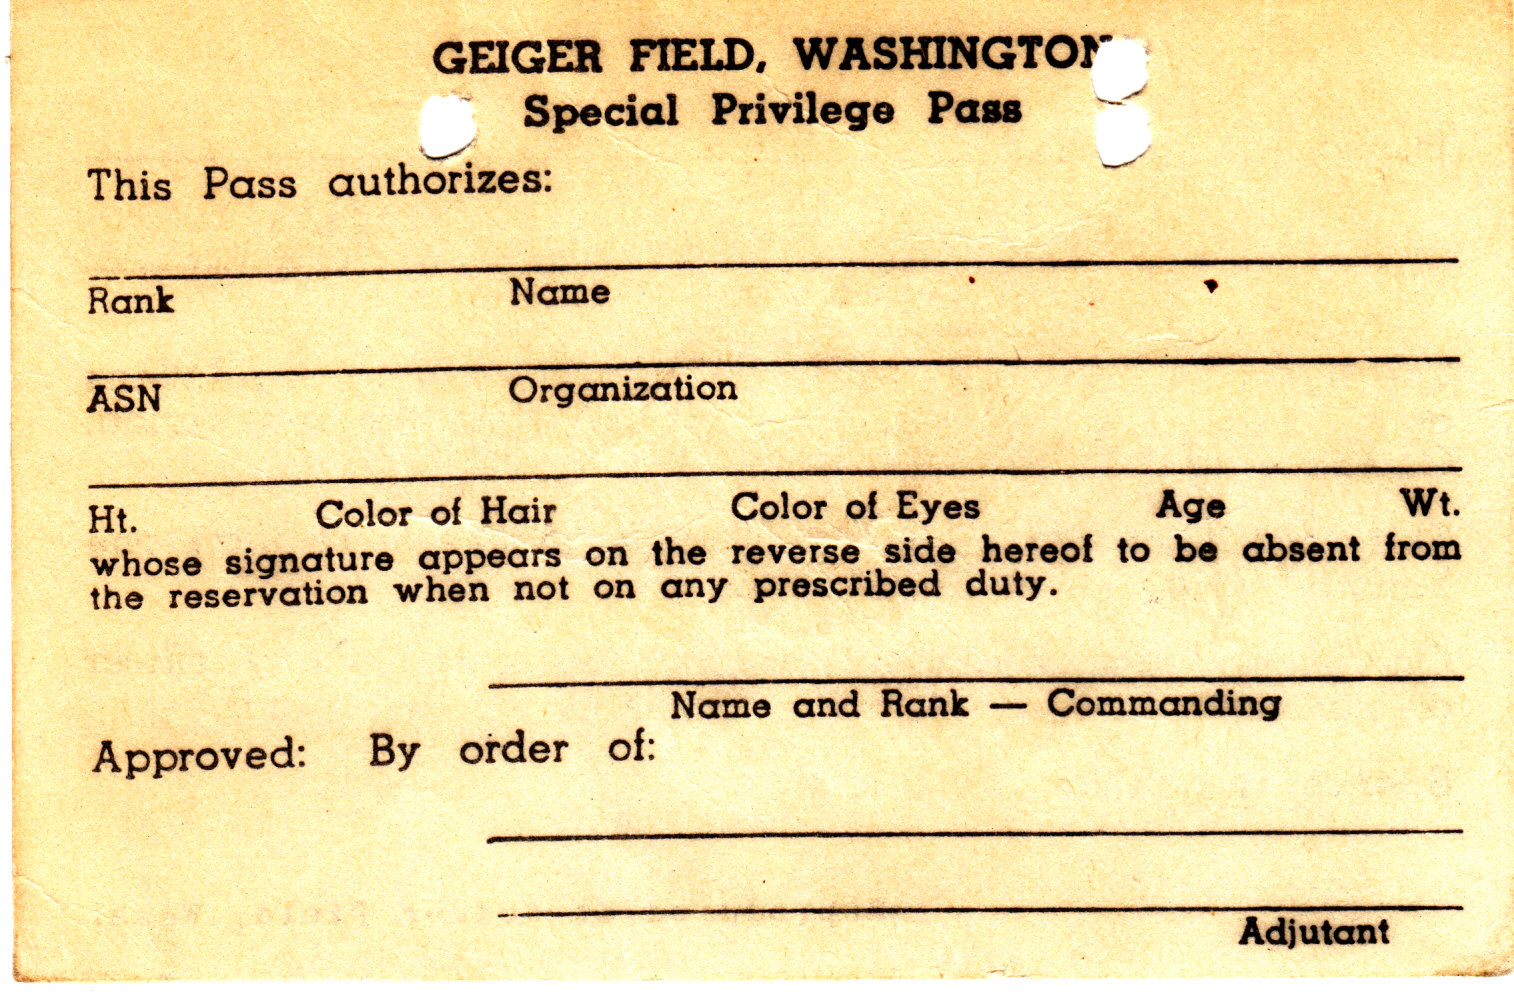 GEIGER FIELD, WASHINGTON
Special Privilege Pass
This Pass authorizes:
Rank Name
ASN Organization
Ht. Color of Hair Color of Eyes Age Wt.
whose signature appears on the reverse side hereof to be absent from
the reservation when not on any prescribed duty.
Name and Rank — Commanding
Approved: By order of:
Adjutant